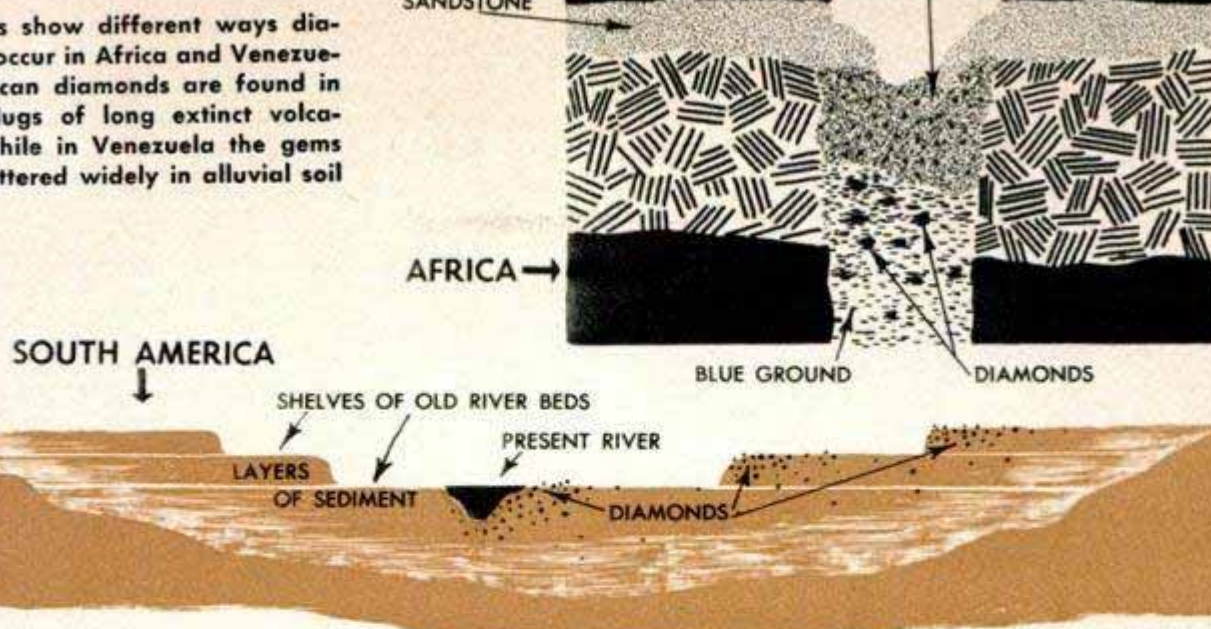 s show different ways dia-
occur in Africa and Venezue-
can diamonds are found in
lugs of long extinct volca-
hile in Venezuela the gems
ttered widely in alluvial soil
SANDSTONE
AFRICA
BLUE GROUND
DIAMONDS
SOUTH AMERICA
SHELVES OF OLD RIVER BEDS
PRESENT RIVER
LAYERS
OF SEDIMENT
DIAMONDS